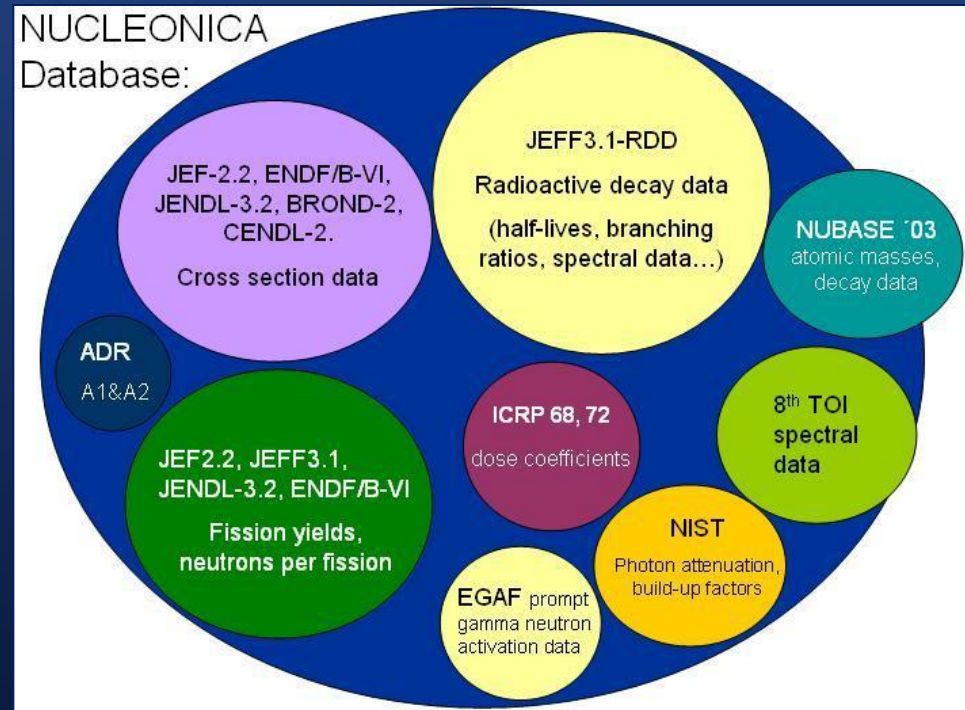 NUCLEONICA
Database:
JEF-2.2, ENDF/B-VI,
JENDL-3.2, BROND-2,
CENDL-2.
Cross section data
JEFF3.1-RDD
Radioactive decay data
(half-lives, branching
ratios, spectral data…)
NUBASE ´03
atomic masses,
decay data
ADR
A1&A2
ICRP 68, 72
dose coefficients
8th TOI
spectral
data
JEF2.2, JEFF3.1,
JENDL-3.2, ENDF/B-VI
Fission yields,
neutrons per fission
NIST
Photon attenuation,
build-up factors
EGAF prompt
gamma neutron
activation data